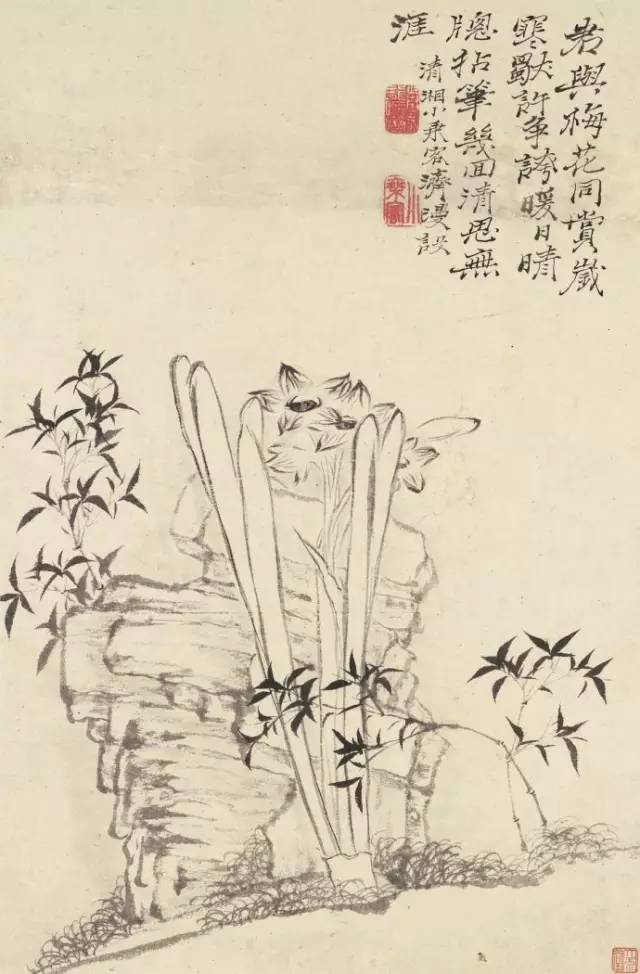 君與梅花同賞歲
寒獨許爭誇暖日晴
牕拈筆幾回清思無
涯
清湘小乘客濟漫設